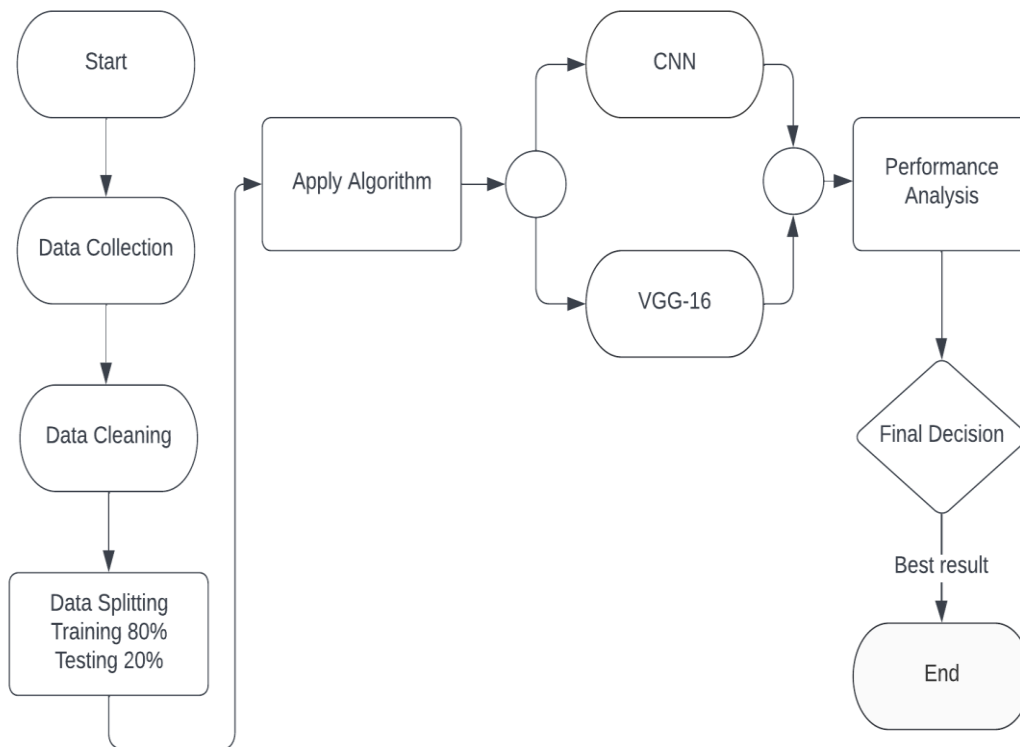 Start
Data Collection
Data Cleaning
Data Splitting
Training 80%
Testing 20%
Apply Algorithm
CNN
VGG-16
Performance
Analysis
Final Decision
Best result
End